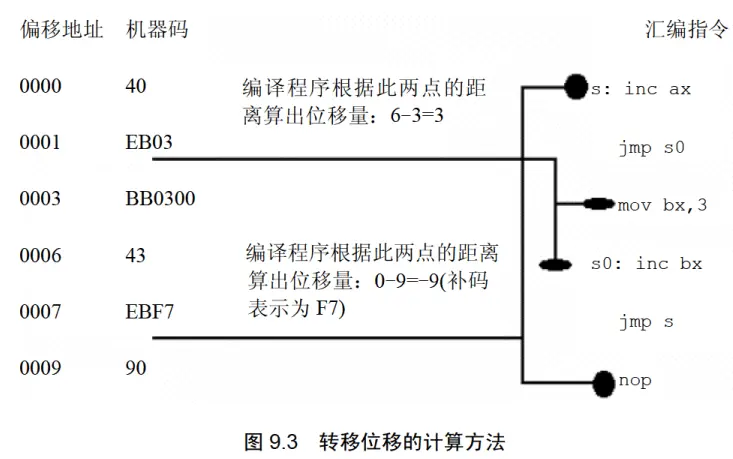 偏移地址 机器码 汇编指令
0000 40 编译程序根据此两点的距 s: inc ax
离算出位移量：6-3=3
0001 EB03 jmp s0
0003 BB0300 mov bx,3
0006 43 编译程序根据此两点的距离 s0: inc bx
算出位移量：0-9=-9(补码
表示为 F7)
0007 EBF7 jmp s
0009 90 nop
图 9.3 转移位移的计算方法